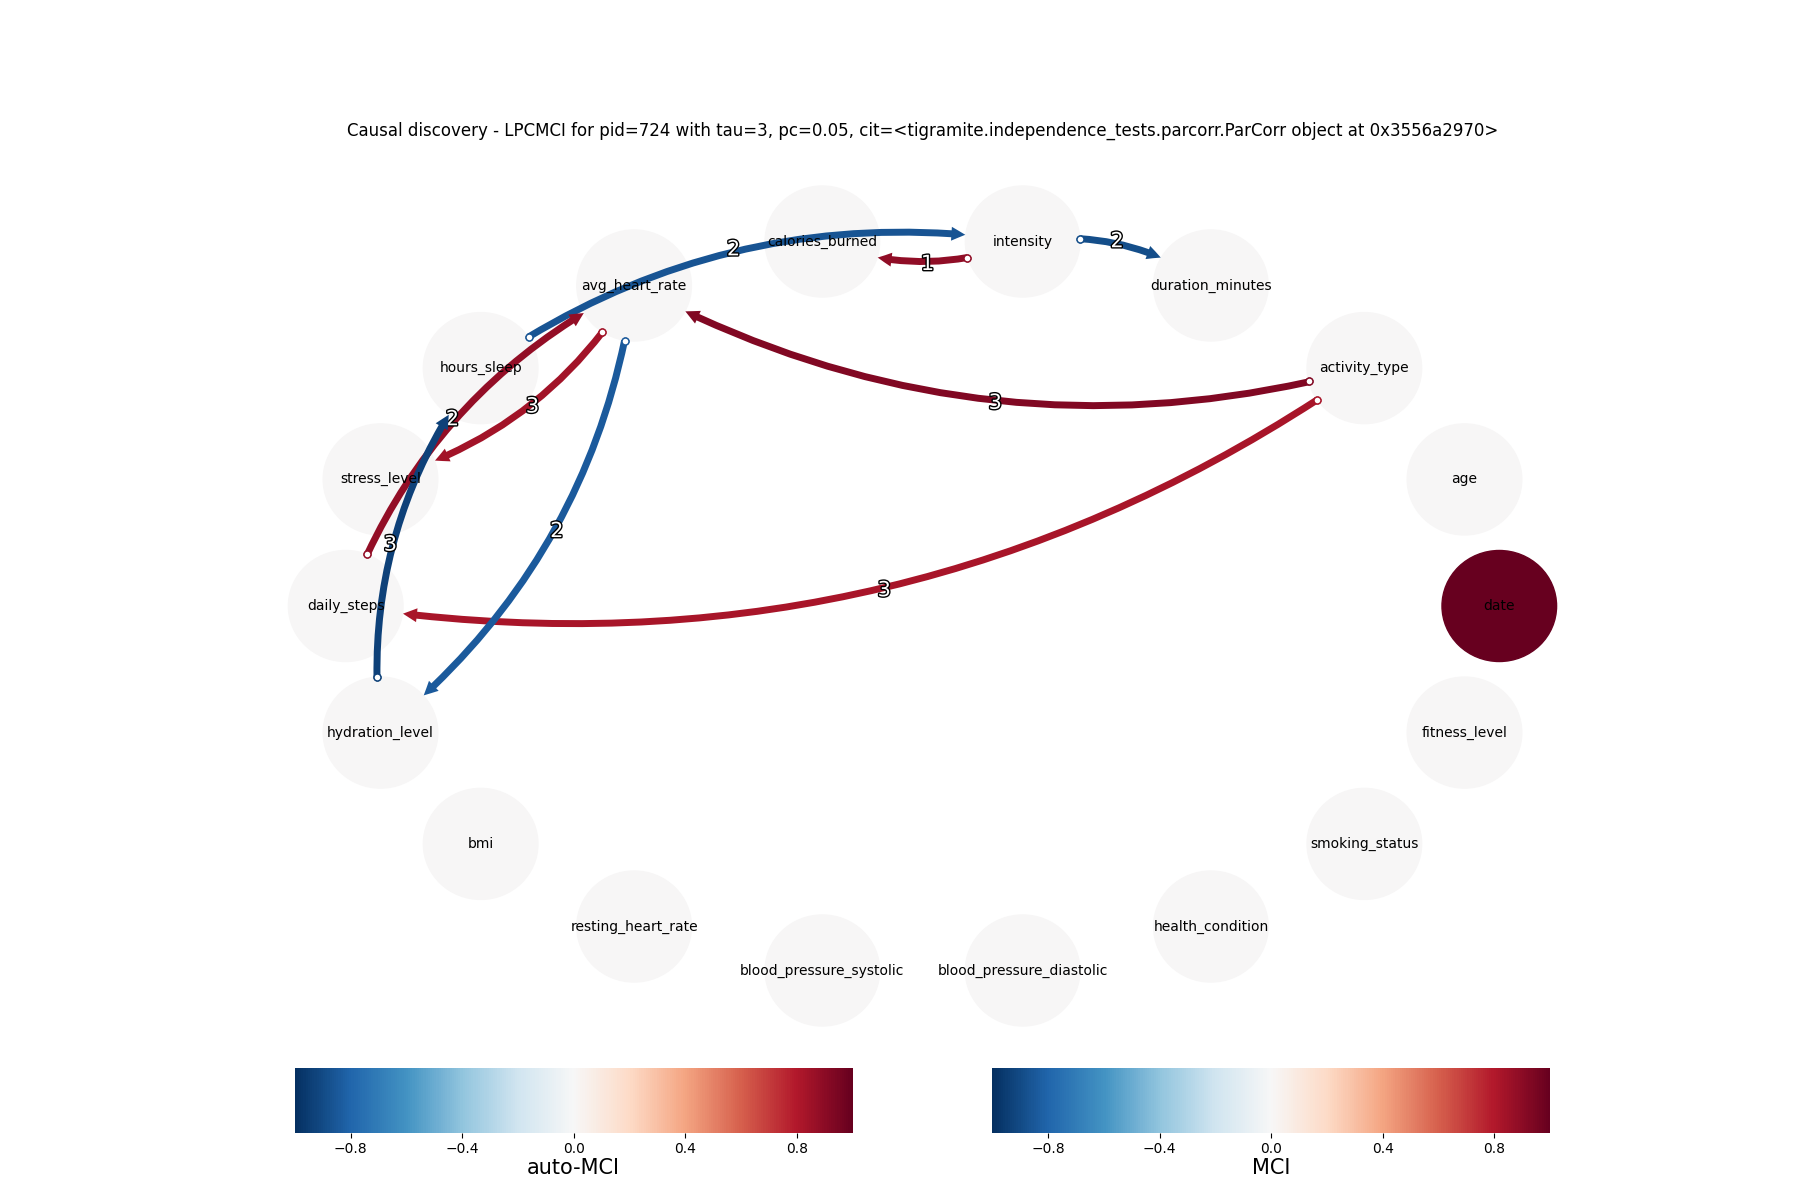 Causal discovery - LPCMCI for pid=724 with tau=3, pc=0.05, cit=<tigramite.independence_tests.parcorr.ParCorr object at 0x3556a2970>
calories_burned
intensity
2
2
1
avg_heart_rate
duration_minutes
hours_sleep
activity_type
3
3
2
stress_level
age
2
3
3
daily_steps
date
hydration_level
fitness_level
bmi
smoking_status
resting_heart_rate
health_condition
blood_pressure_systolic
blood_pressure_diastolic
−0.8 −0.4 0.0 0.4 0.8
auto-MCI
−0.8 −0.4 0.0 0.4 0.8
MCI